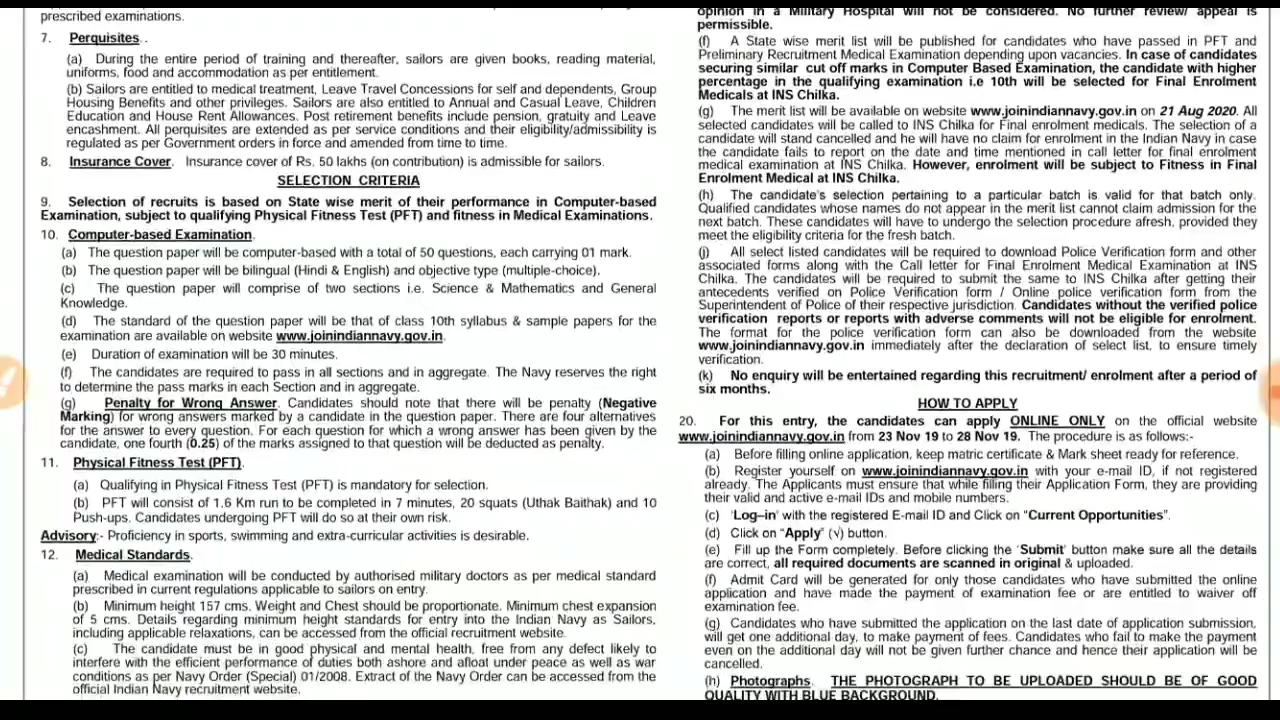 prescribed examinations.
7. Perquisites. .
(a) During the entire period of training and thereafter, sailors are given books, reading material,
uniforms, food and accommodation as per entitlement.
(b) Sailors are entitled to medical treatment, Leave Travel Concessions for self and dependents, Group
Housing Benefits and other privileges. Sailors are also entitled to Annual and Casual Leave, Children
Education and House Rent Allowances. Post retirement benefits include pension, gratuity and Leave
encashment. All perquisites are extended as per service conditions and their eligibility/admissibility is
regulated as per Government orders in force and amended from time to time.
8. Insurance Cover. Insurance cover of Rs. 50 lakhs (on contribution) is admissible for sailors.
SELECTION CRITERIA
9. Selection of recruits is based on State wise merit of their performance in Computer-based
Examination, subject to qualifying Physical Fitness Test (PFT) and fitness in Medical Examinations.
10. Computer-based Examination.
(a) The question paper will be computer-based with a total of 50 questions, each carrying 01 mark.
(b) The question paper will be bilingual (Hindi & English) and objective type (multiple-choice).
(c) The question paper will comprise of two sections i.e. Science & Mathematics and General
Knowledge.
(d) The standard of the question paper will be that of class 10th syllabus & sample papers for the
examination are available on website www.joinindiannavy.gov.in.
(e) Duration of examination will be 30 minutes.
(f) The candidates are required to pass in all sections and in aggregate. The Navy reserves the right
to determine the pass marks in each Section and in aggregate.
(g) Penalty for Wrong Answer. Candidates should note that there will be penalty (Negative
Marking) for wrong answers marked by a candidate in the question paper. There are four alternatives
for the answer to every question. For each question for which a wrong answer has been given by the
candidate, one fourth (0.25) of the marks assigned to that question will be deducted as penalty.
11. Physical Fitness Test (PFT).
(a) Qualifying in Physical Fitness Test (PFT) is mandatory for selection.
(b) PFT will consist of 1.6 Km run to be completed in 7 minutes, 20 squats (Uthak Baithak) and 10
Push-ups. Candidates undergoing PFT will do so at their own risk.
Advisory:- Proficiency in sports, swimming and extra-curricular activities is desirable.
12. Medical Standards.
(a) Medical examination will be conducted by authorised military doctors as per medical standard
prescribed in current regulations applicable to sailors on entry.
(b) Minimum height 157 cms. Weight and Chest should be proportionate. Minimum chest expansion
of 5 cms. Details regarding minimum height standards for entry into the Indian Navy as Sailors,
including applicable relaxations, can be accessed from the official recruitment website.
(c) The candidate must be in good physical and mental health, free from any defect likely to
interfere with the efficient performance of duties both ashore and afloat under peace as well as war
conditions as per Navy Order (Special) 01/2008. Extract of the Navy Order can be accessed from the
official Indian Navy recruitment website.
opinion in a Military Hospital will not be considered. No further review/ appeal is
permissible.
(f) A State wise merit list will be published for candidates who have passed in PFT and
Preliminary Recruitment Medical Examination depending upon vacancies. In case of candidates
securing similar cut off marks in Computer Based Examination, the candidate with higher
percentage in the qualifying examination i.e 10th will be selected for Final Enrolment
Medicals at INS Chilka.
(g) The merit list will be available on website www.joinindiannavy.gov.in on 21 Aug 2020. All
selected candidates will be called to INS Chilka for Final enrolment medicals. The selection of a
candidate will stand cancelled and he will have no claim for enrolment in the Indian Navy in case
the candidate fails to report on the date and time mentioned in call letter for final enrolment
medical examination at INS Chilka. However, enrolment will be subject to Fitness in Final
Enrolment Medical at INS Chilka.
(h) The candidate's selection pertaining to a particular batch is valid for that batch only.
Qualified candidates whose names do not appear in the merit list cannot claim admission for the
next batch. These candidates will have to undergo the selection procedure afresh, provided they
meet the eligibility criteria for the fresh batch.
(j) All select listed candidates will be required to download Police Verification form and other
associated forms along with the Call letter for Final Enrolment Medical Examination at INS
Chilka. The candidates will be required to submit the same to INS Chilka after getting their
antecedents verified on Police Verification form / Online police verification form from the
Superintendent of Police of their respective jurisdiction. Candidates without the verified police
verification reports or reports with adverse comments will not be eligible for enrolment.
The format for the police verification form can also be downloaded from the website
www.joinindiannavy.gov.in immediately after the declaration of select list, to ensure timely
verification.
(k) No enquiry will be entertained regarding this recruitment/ enrolment after a period of
six months.
HOW TO APPLY
20. For this entry, the candidates can apply ONLINE ONLY on the official website
www.joinindiannavy.gov.in from 23 Nov 19 to 28 Nov 19. The procedure is as follows:-
(a) Before filling online application, keep matric certificate & Mark sheet ready for reference.
(b) Register yourself on www.joinindiannavy.gov.in with your e-mail ID, if not registered
already. The Applicants must ensure that while filling their Application Form, they are providing
their valid and active e-mail IDs and mobile numbers.
(c) 'Log–in' with the registered E-mail ID and Click on "Current Opportunities".
(d) Click on "Apply" (√) button.
(e) Fill up the Form completely. Before clicking the 'Submit' button make sure all the details
are correct, all required documents are scanned in original & uploaded.
(f) Admit Card will be generated for only those candidates who have submitted the online
application and have made the payment of examination fee or are entitled to waiver off
examination fee.
(g) Candidates who have submitted the application on the last date of application submission,
will get one additional day, to make payment of fees. Candidates who fail to make the payment
even on the additional day will not be given further chance and hence their application will be
cancelled.
(h) Photographs. THE PHOTOGRAPH TO BE UPLOADED SHOULD BE OF GOOD
QUALITY WITH BLUE BACKGROUND.